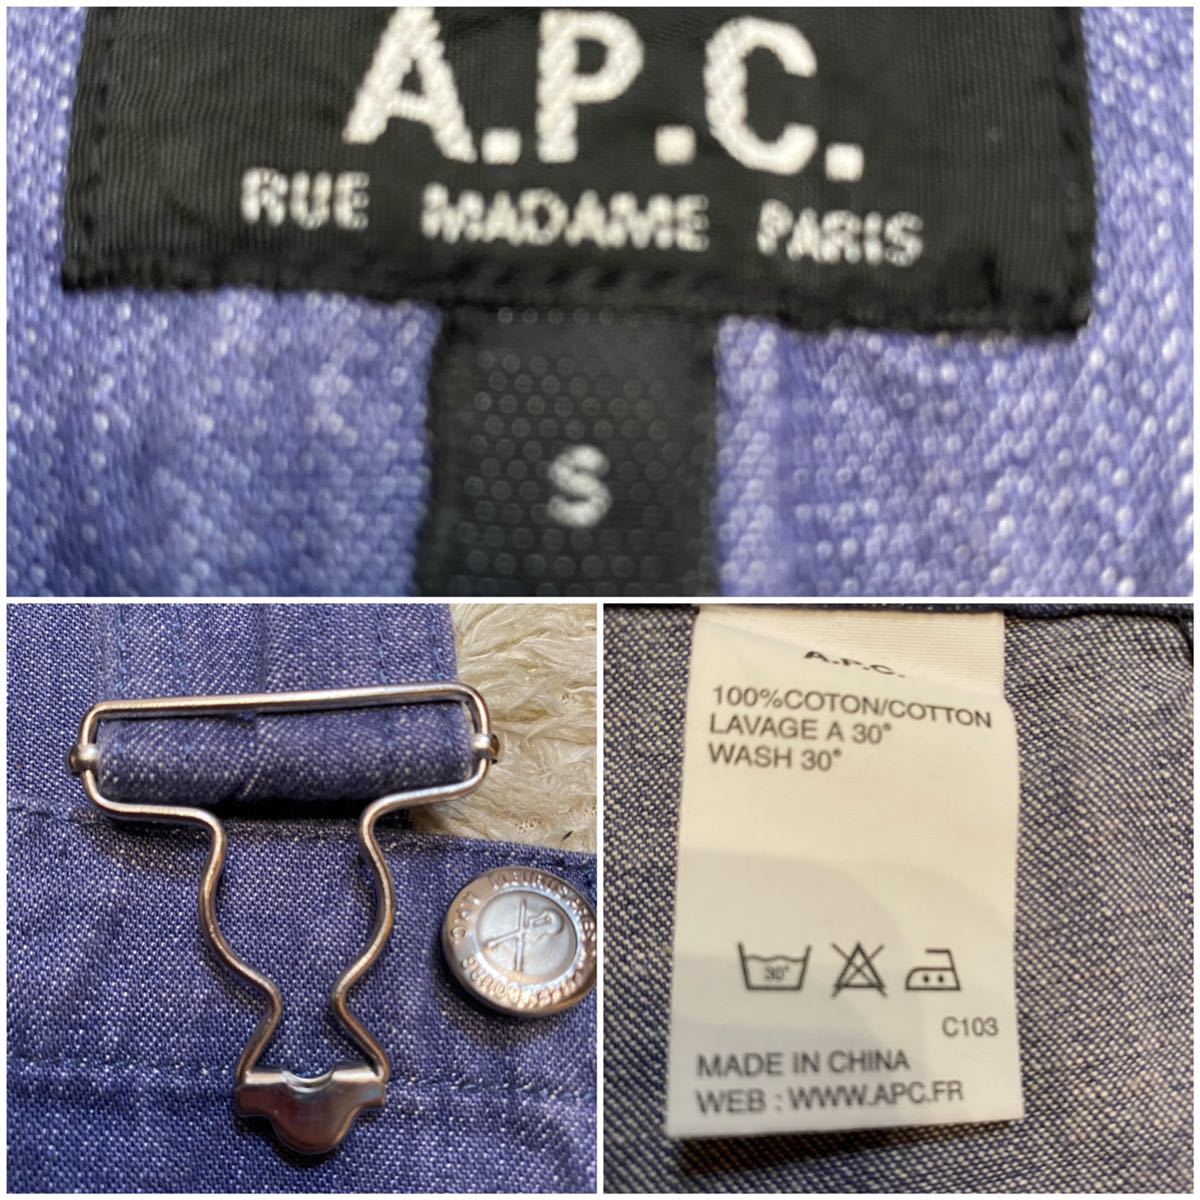 A.P.C.
RUE MADAME PARIS
S
A.P.C.
A.P.C.
100%COTON/COTTON
LAVAGE A 30°
WASH 30°
30°
C103
MADE IN CHINA
WEB : WWW.APC.FR